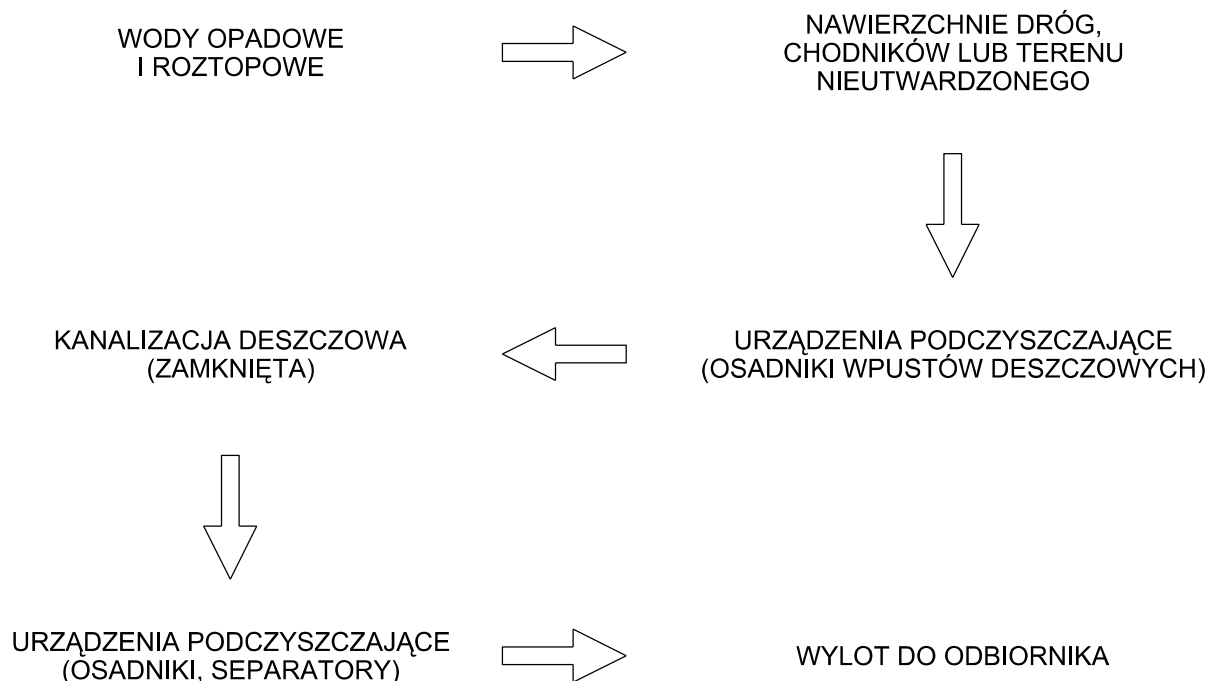 WODY OPADOWE
I ROZTOPOWE
NAWIERZCHNIE DRÓG,
CHODNIKÓW LUB TERENU
NIEUTWARDZONEGO
URZĄDZENIA PODCZYSZCZAJĄCE
(OSADNIKI WPUSTÓW DESZCZOWYCH)
KANALIZACJA DESZCZOWA
(ZAMKNIĘTA)
URZĄDZENIA PODCZYSZCZAJĄCE
(OSADNIKI, SEPARATORY)
WYLOT DO ODBIORNIKA